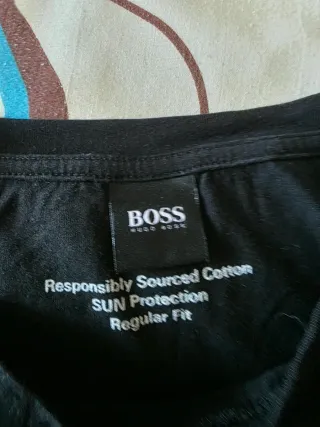 BOSS
HUGO BOSS
Responsibly Sourced Cotton
SUN Protection
Regular Fit